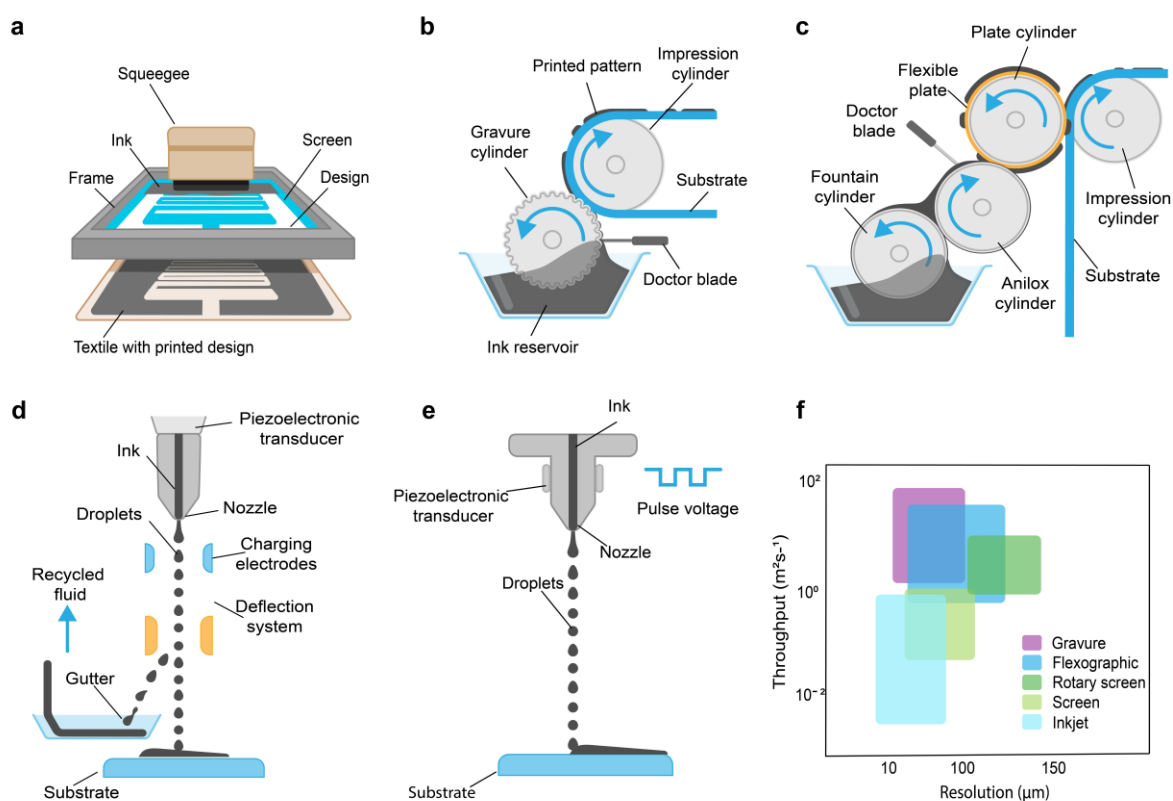 a
Squeegee
Ink
Screen
Frame
Design
Textile with printed design
b
Impression
cylinder
Printed pattern
Gravure
cylinder
Substrate
Doctor blade
Ink reservoir
c
Plate cylinder
Flexible
plate
Doctor
blade
Fountain
cylinder
Impression
cylinder
Anilox
cylinder
Substrate
d
Piezoelectronic
transducer
Ink
Nozzle
Droplets
Charging
electrodes
Recycled
fluid
Deflection
system
Gutter
Substrate
e
Ink
Piezoelectronic
transducer
Pulse voltage
Nozzle
Droplets
Substrate
f
Throughput (m²s⁻¹)
10²
10⁰
10⁻²
Gravure
Flexographic
Rotary screen
Screen
Inkjet
10 100 150
Resolution (μm)